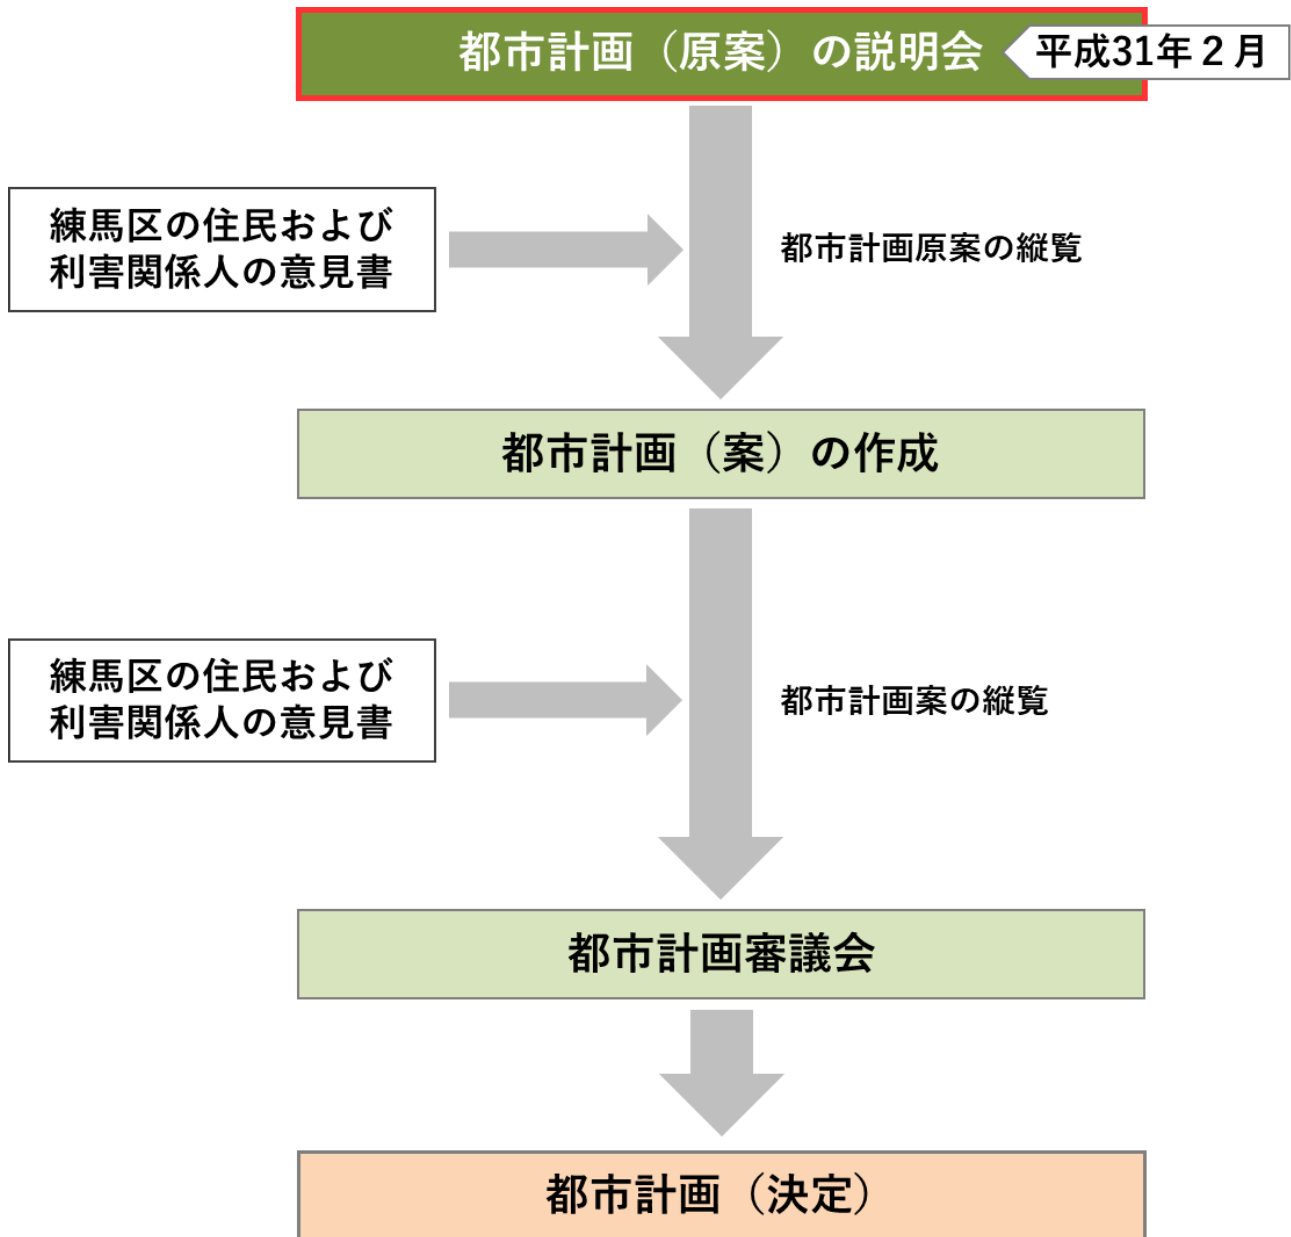 都市計画（原案）の説明会
平成31年２月
練馬区の住民および
利害関係人の意見書
都市計画原案の縦覧
都市計画（案）の作成
練馬区の住民および
利害関係人の意見書
都市計画案の縦覧
都市計画審議会
都市計画（決定）